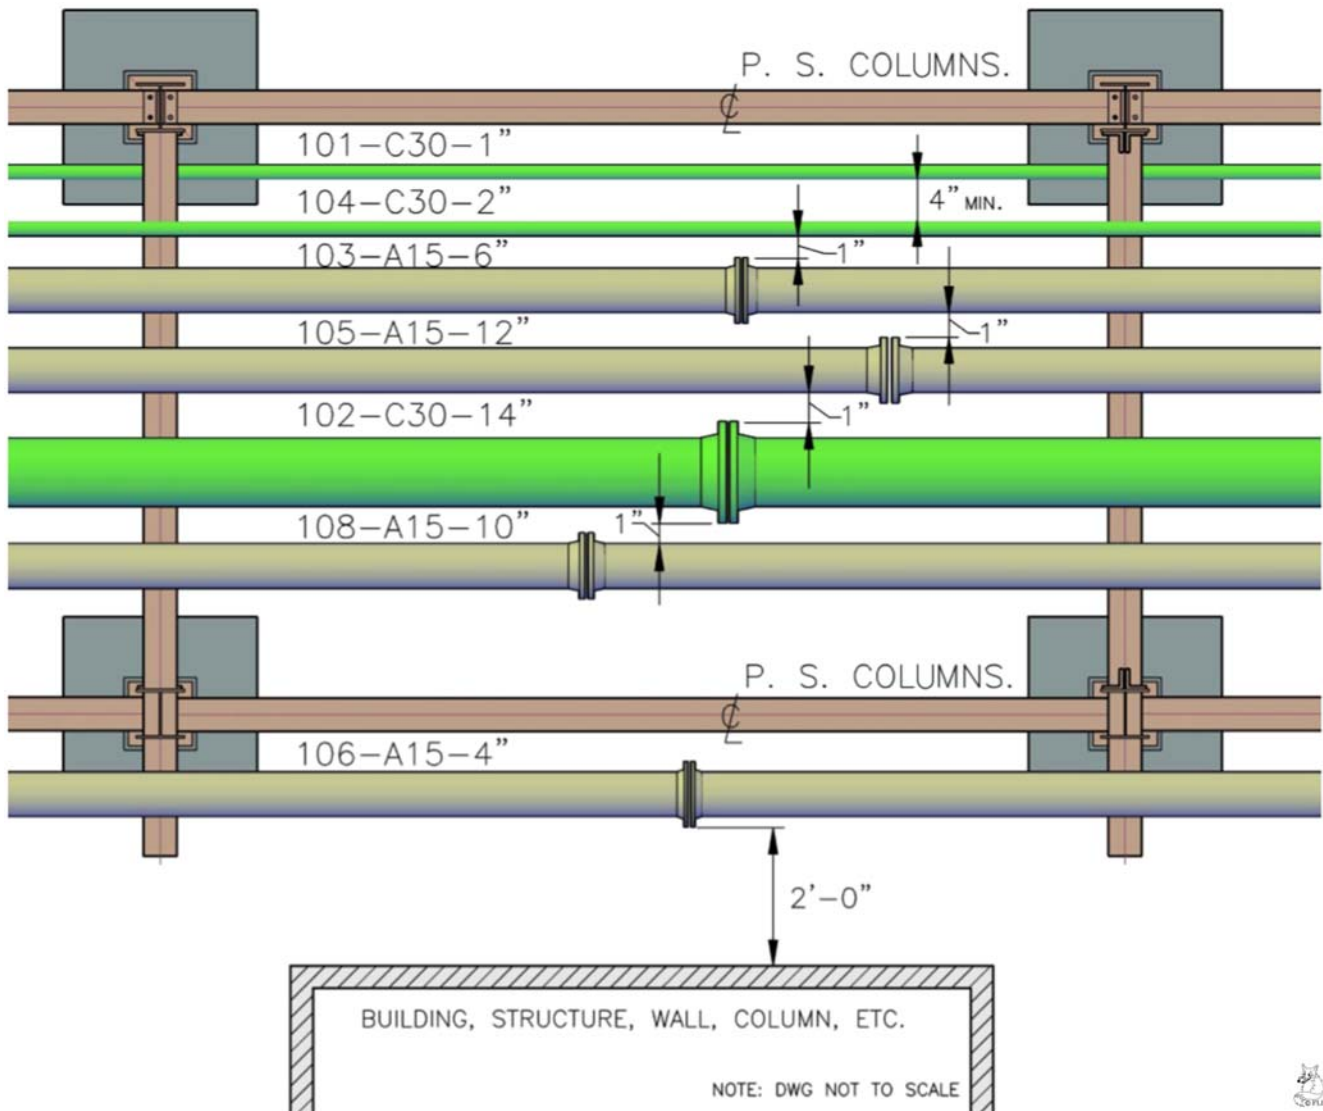 P. S. COLUMNS.
℄
101-C30-1”
104-C30-2”
4” MIN.
103-A15-6”
1”
105-A15-12”
1”
102-C30-14”
1”
108-A15-10”
1”
P. S. COLUMNS.
℄
106-A15-4”
2’-0”
BUILDING, STRUCTURE, WALL, COLUMN, ETC.
NOTE: DWG NOT TO SCALE